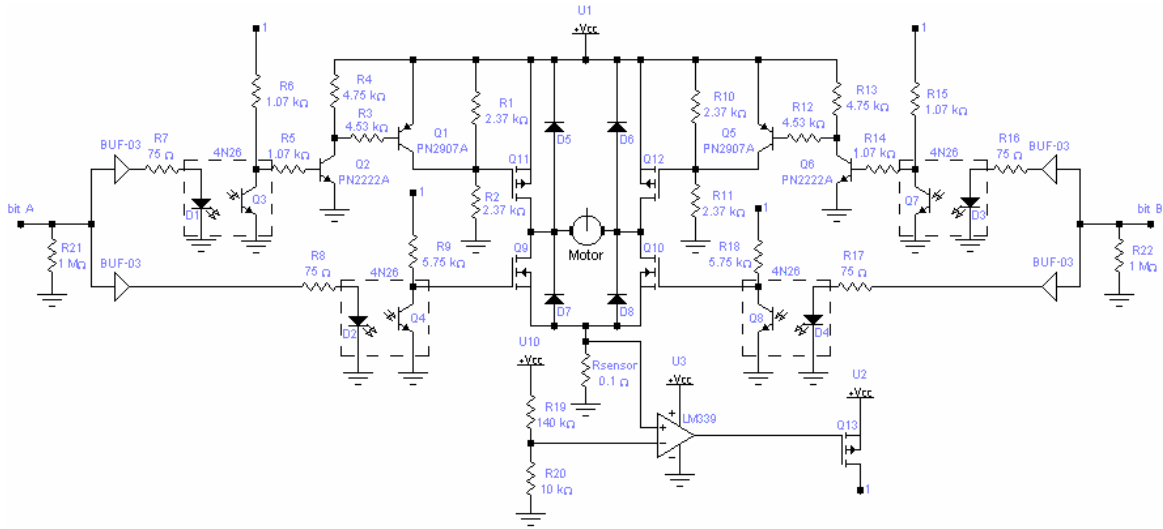 U1
+Vcc
1
1
R6
1.07 kΩ
R4
4.75 kΩ
R3
4.53 kΩ
Q1
PN2907A
R1
2.37 kΩ
D5
D6
R10
2.37 kΩ
Q5
PN2907A
R12
4.53 kΩ
R13
4.75 kΩ
R15
1.07 kΩ
BUF-03
R7
75 Ω
4N26
R5
1.07 kΩ
Q2
PN2222A
Q11
Q12
Q6
PN2222A
R14
1.07 kΩ
4N26
R16
75 Ω
BUF-03
D1
Q3
1
R2
2.37 kΩ
R11
2.37 kΩ
1
Q7
D3
bit A
R21
1 MΩ
BUF-03
R8
75 Ω
4N26
R9
5.75 kΩ
Q9
Motor
Q10
R18
5.75 kΩ
4N26
R17
75 Ω
BUF-03
bit B
R22
1 MΩ
D2
Q4
D7
D8
Q8
D4
U10
+Vcc
Rsensor
0.1 Ω
U3
+Vcc
U2
+Vcc
R19
140 kΩ
LM339
Q13
R20
10 kΩ
1